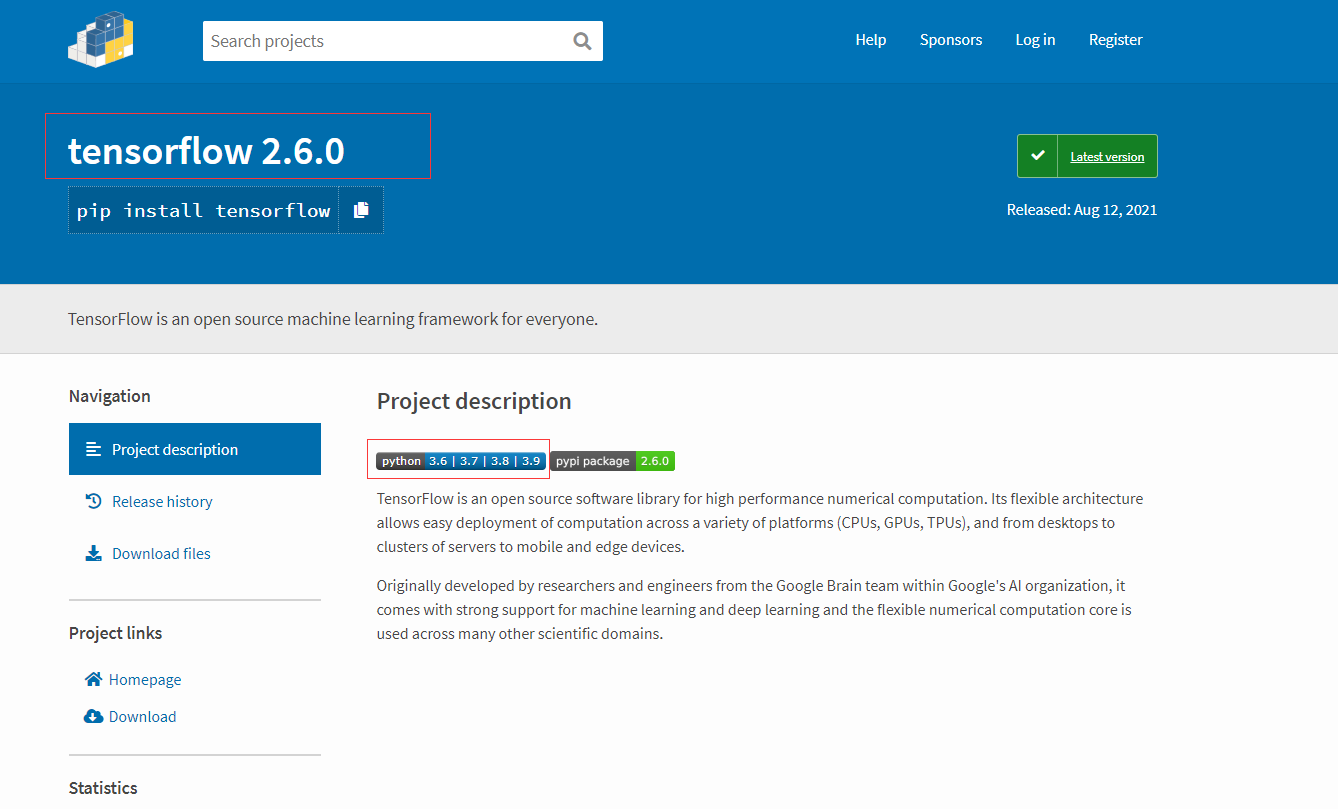 Search projects
Help
Sponsors
Log in
Register
tensorflow 2.6.0
pip install tensorflow
Latest version
Released: Aug 12, 2021
TensorFlow is an open source machine learning framework for everyone.
Navigation
Project description
Release history
Download files
Project links
Homepage
Download
Statistics
Project description
python 3.6 | 3.7 | 3.8 | 3.9 pypi package 2.6.0
TensorFlow is an open source software library for high performance numerical computation. Its flexible architecture
allows easy deployment of computation across a variety of platforms (CPUs, GPUs, TPUs), and from desktops to
clusters of servers to mobile and edge devices.
Originally developed by researchers and engineers from the Google Brain team within Google's AI organization, it
comes with strong support for machine learning and deep learning and the flexible numerical computation core is
used across many other scientific domains.